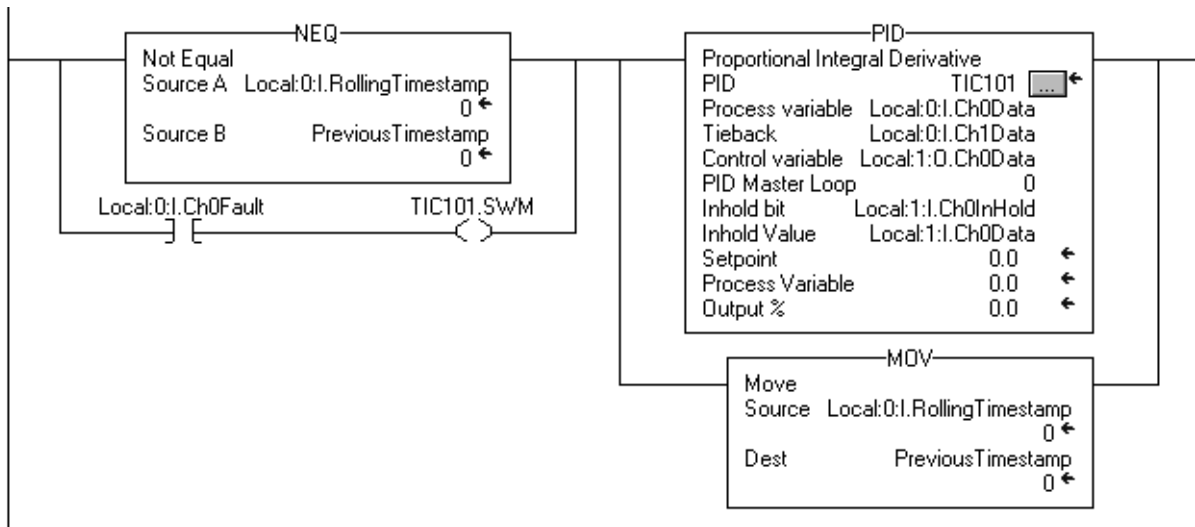 NEQ
Not Equal
Source A Local:0:I.RollingTimestamp
0
Source B PreviousTimestamp
0
Local:0:I.Ch0Fault TIC101.SWM
PID
Proportional Integral Derivative
PID TIC101 ...
Process variable Local:0:I.Ch0Data
Tieback Local:0:I.Ch1Data
Control variable Local:1:O.Ch0Data
PID Master Loop 0
Inhold bit Local:1:I.Ch0InHold
Inhold Value Local:1:I.Ch0Data
Setpoint 0.0
Process Variable 0.0
Output % 0.0
MOV
Move
Source Local:0:I.RollingTimestamp
0
Dest PreviousTimestamp
0